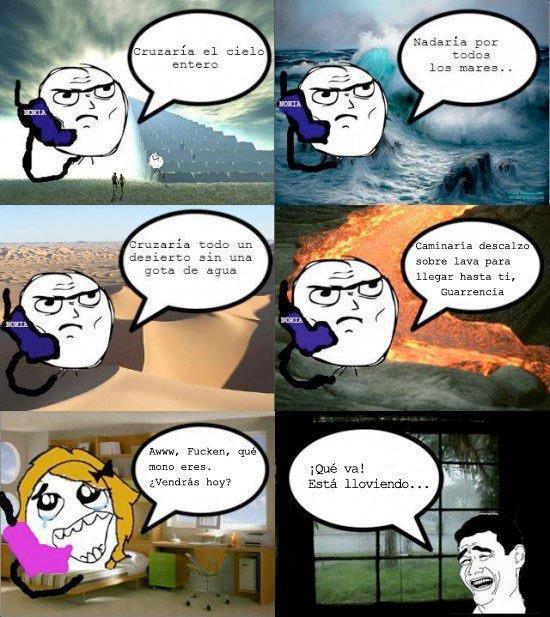 Cruzaría el cielo
entero
NOKIA
Nadaría por
todos
los mares..
NOKIA
Cruzaría todo un
desierto sin una
gota de agua
NOKIA
Caminaría descalzo
sobre lava para
llegar hasta ti,
Guarrencia
NOKIA
Awww, Fucken, qué
mono eres.
¿Vendrás hoy?
¡Qué va!
Está lloviendo...